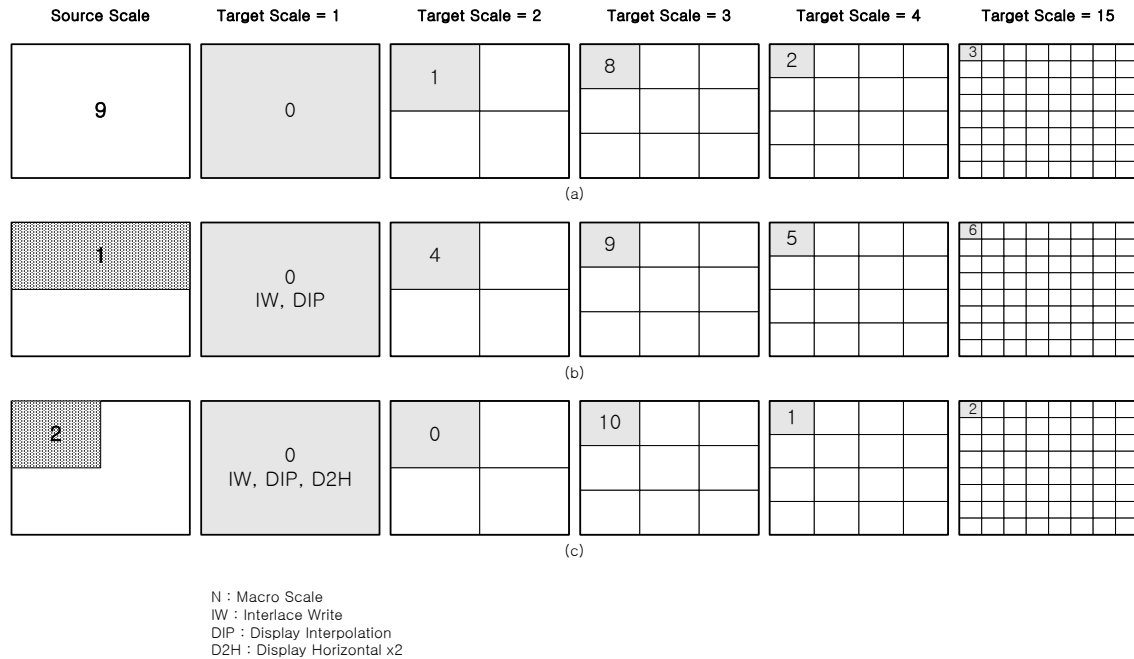 Source Scale Target Scale = 1 Target Scale = 2 Target Scale = 3 Target Scale = 4 Target Scale = 15
9 0 1 8 2 3
(a)
1 0 4 9 5 6
IW, DIP
(b)
2 0 0 10 1 2
IW, DIP, D2H
(c)
N : Macro Scale
IW : Interlace Write
DIP : Display Interpolation
D2H : Display Horizontal x2